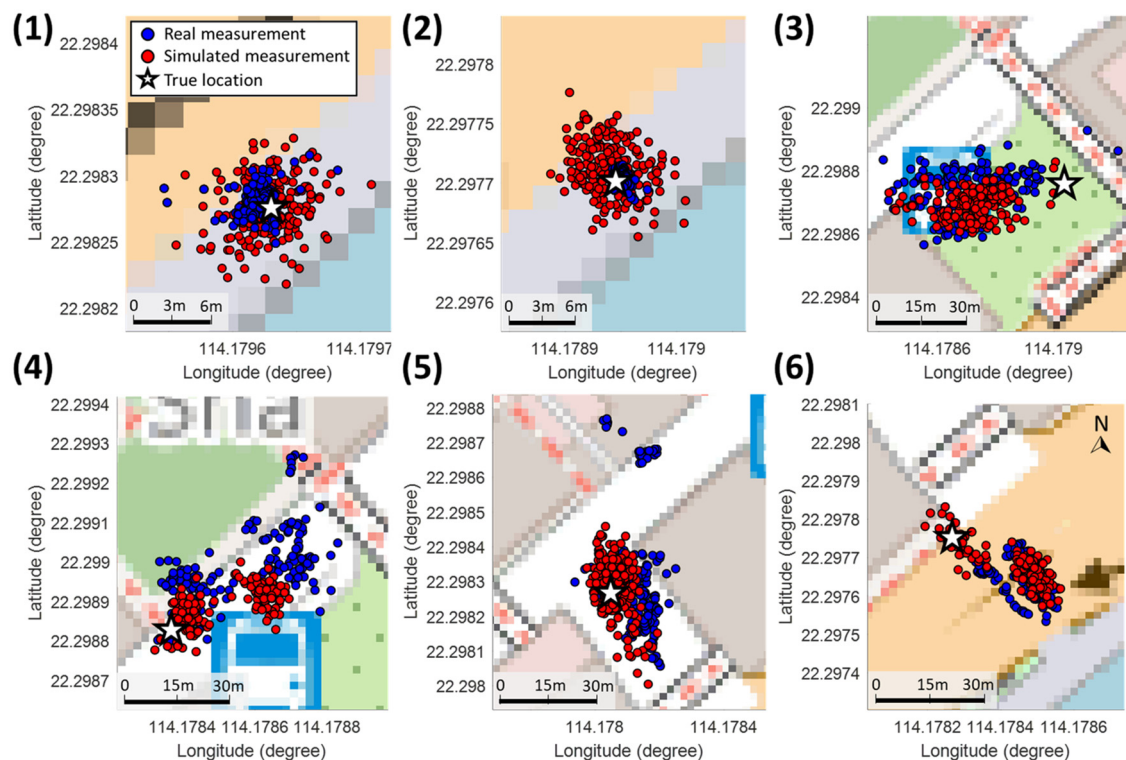 (1)
Real measurement
Simulated measurement
True location
22.2984
22.29835
22.2983
22.29825
22.2982
Latitude (degree)
0 3m 6m
114.1796 114.1797
Longitude (degree)
(2)
22.2978
22.29775
22.2977
22.29765
22.2976
Latitude (degree)
0 3m 6m
114.1789 114.179
Longitude (degree)
(3)
22.299
22.2988
22.2986
22.2984
Latitude (degree)
0 15m 30m
114.1786 114.179
Longitude (degree)
(4)
22.2994
22.2993
22.2992
22.2991
22.299
22.2989
22.2988
22.2987
Latitude (degree)
0 15m 30m
114.1784 114.1786 114.1788
Longitude (degree)
(5)
22.2988
22.2987
22.2986
22.2985
22.2984
22.2983
22.2982
22.2981
22.298
Latitude (degree)
0 15m 30m
114.178 114.1784
Longitude (degree)
(6)
22.2981
22.298
22.2979
22.2978
22.2977
22.2976
22.2975
22.2974
Latitude (degree)
N
0 15m 30m
114.1782 114.1784 114.1786
Longitude (degree)